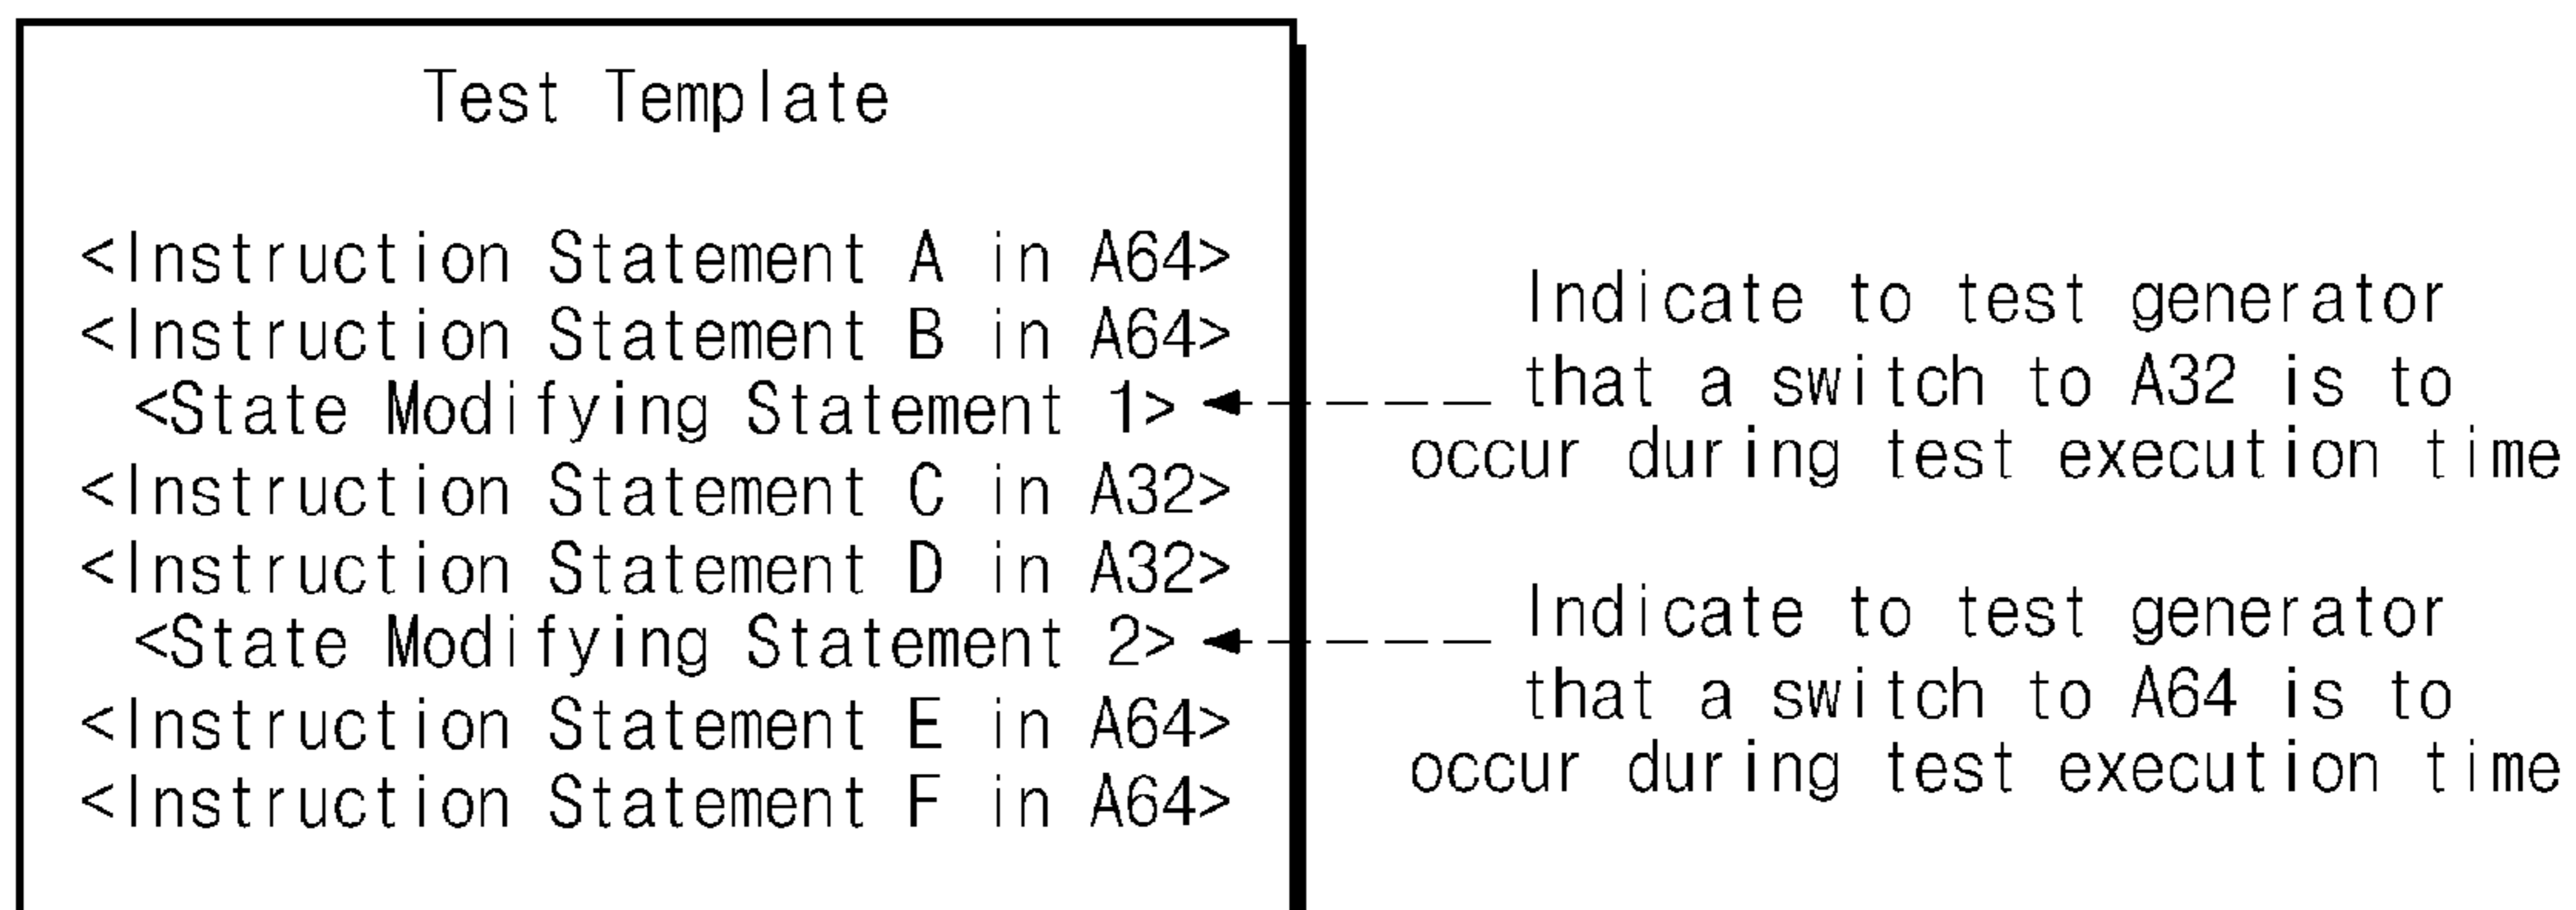 Test Template
<Instruction Statement A in A64>
<Instruction Statement B in A64>
<State Modifying Statement 1>
<Instruction Statement C in A32>
<Instruction Statement D in A32>
<State Modifying Statement 2>
<Instruction Statement E in A64>
<Instruction Statement F in A64>
Indicate to test generator
that a switch to A32 is to
occur during test execution time
Indicate to test generator
that a switch to A64 is to
occur during test execution time